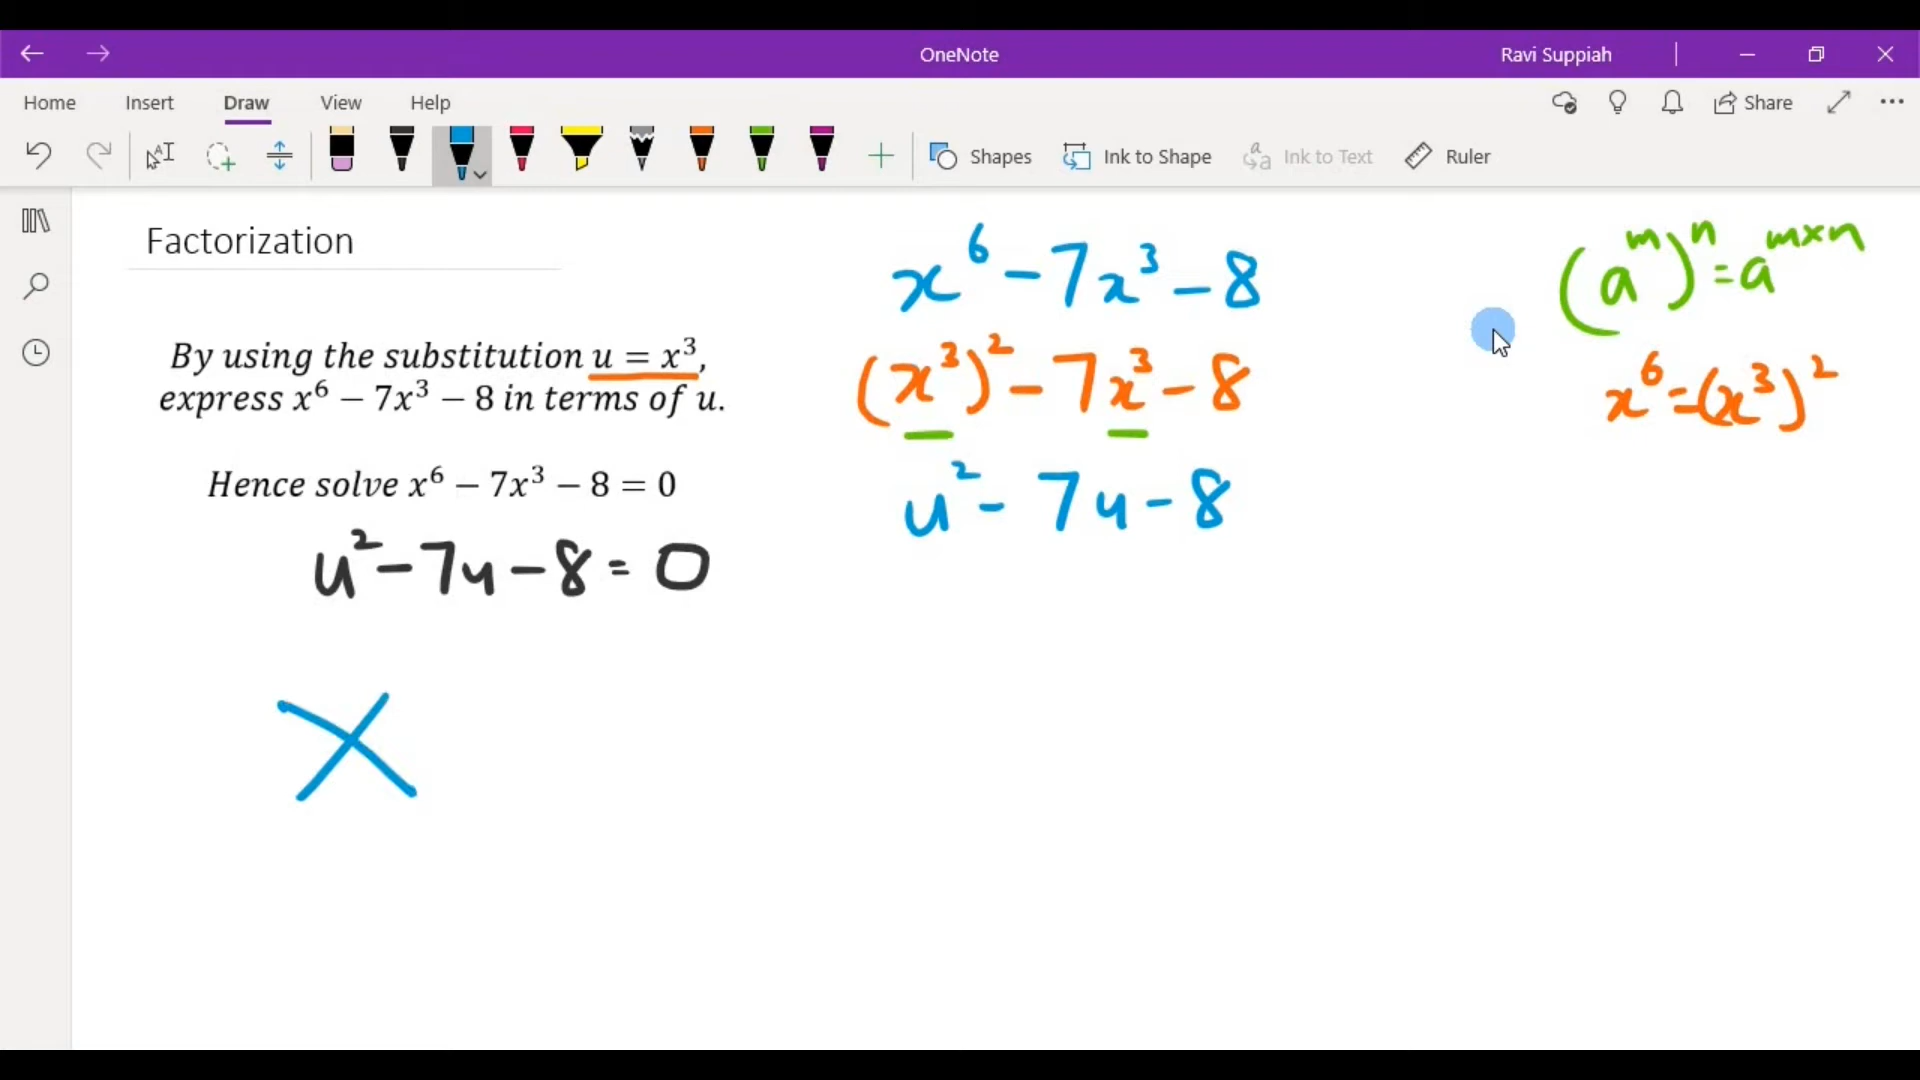 OneNote
Ravi Suppiah
Home Insert Draw View Help
Share
Shapes Ink to Shape Ink to Text Ruler
Factorization
By using the substitution u = x³,
express x⁶ − 7x³ − 8 in terms of u.
Hence solve x⁶ − 7x³ − 8 = 0
u² − 7u − 8 = 0
x⁶ − 7x³ − 8
(x³)² − 7x³ − 8
u² − 7u − 8
(aᵐ)ⁿ = aᵐˣⁿ
x⁶ = (x³)²